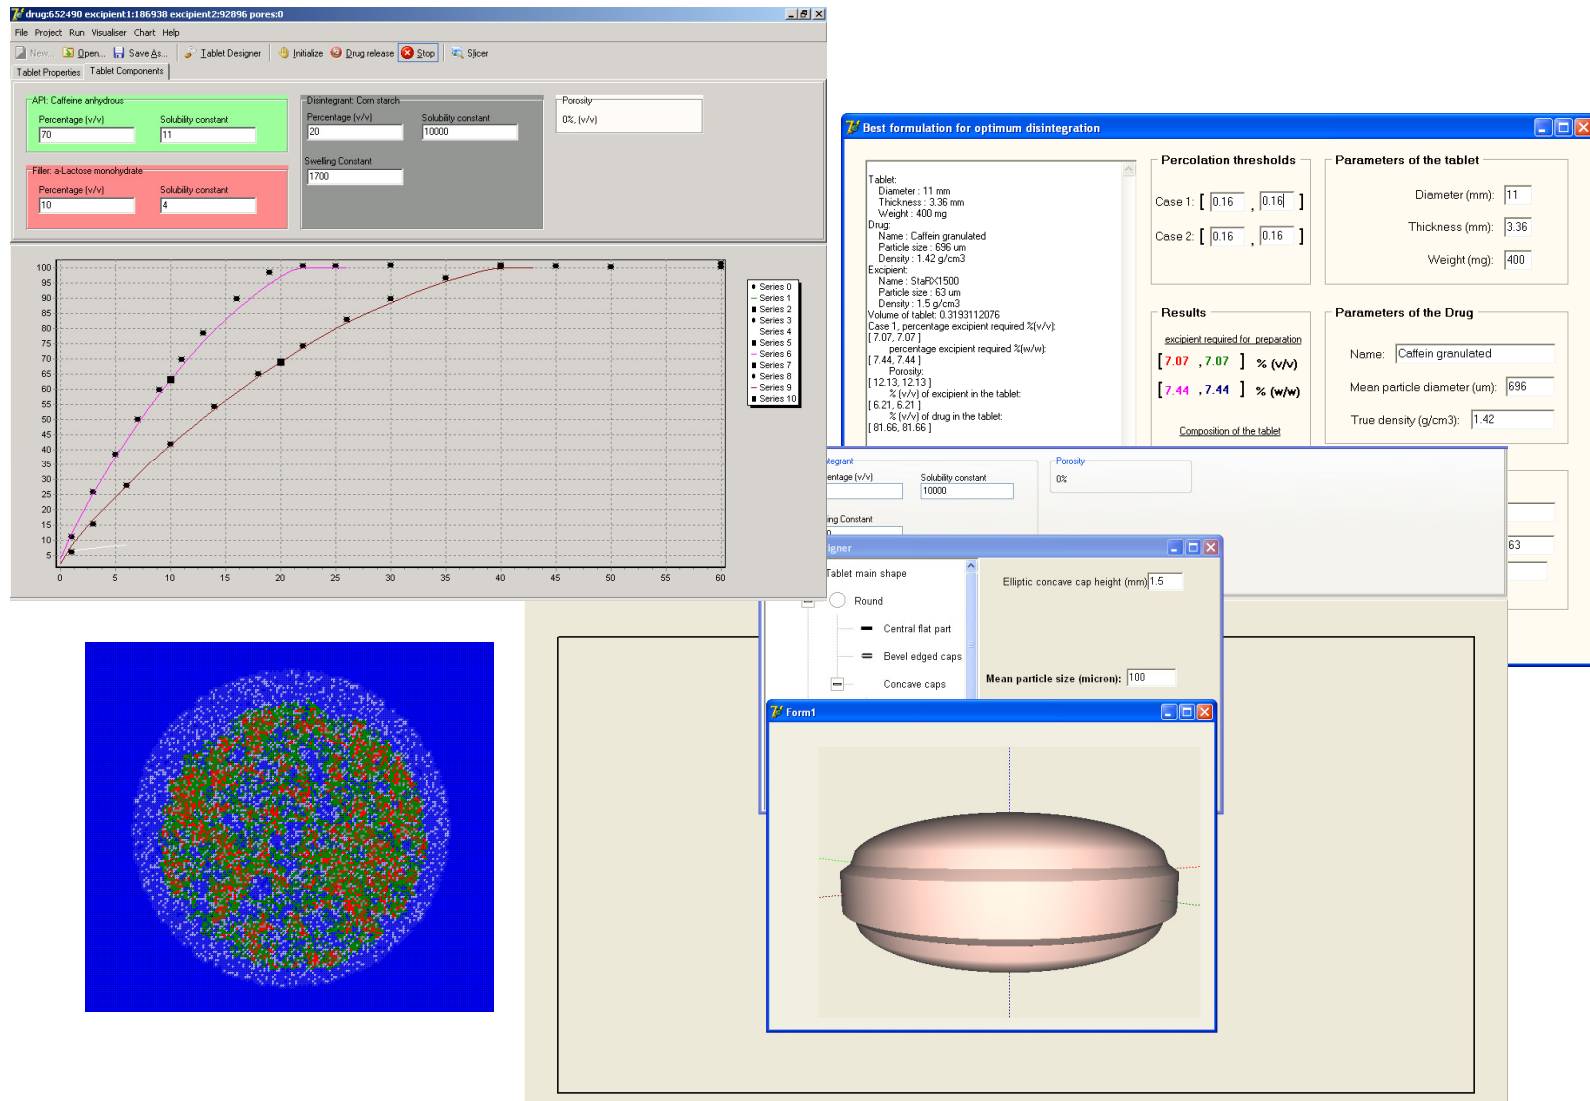 drug:652490 excipient1:186938 excipient2:92896 pores:0
File Project Run Visualiser Chart Help
New... Open... Save As... Tablet Designer Initialize Drug release Stop Slicer
Tablet Properties Tablet Components
API: Caffeine anhydrous
Percentage (v/v) Solubility constant
70 11
Filler: a-Lactose monohydrate
Percentage (v/v) Solubility constant
10 4
Disintegrant: Corn starch
Percentage (v/v) Solubility constant
20 10000
Swelling Constant
1700
Porosity
0%, (v/v)
100
95
90
85
80
75
70
65
60
55
50
45
40
35
30
25
20
15
10
5
0 5 10 15 20 25 30 35 40 45 50 55 60
Series 0
Series 1
Series 2
Series 3
Series 4
Series 5
Series 6
Series 7
Series 8
Series 9
Series 10
Best formulation for optimum disintegration
Tablet:
Diameter : 11 mm
Thickness : 3.36 mm
Weight : 400 mg
Drug:
Name : Caffein granulated
Particle size : 696 um
Density : 1.42 g/cm3
Excipient:
Name : StaRX1500
Particle size : 63 um
Density : 1.5 g/cm3
Volume of tablet: 0.3193112076
Case 1, percentage excipient required %(v/v):
[ 7.07, 7.07 ]
percentage excipient required %(w/w):
[ 7.44, 7.44 ]
Porosity:
[ 12.13, 12.13 ]
% (v/v) of excipient in the tablet:
[ 6.21, 6.21 ]
% (v/v) of drug in the tablet:
[ 81.66, 81.66 ]
Percolation thresholds
Case 1: [ 0.16 , 0.16 ]
Case 2: [ 0.16 , 0.16 ]
Results
excipient required for preparation
[ 7.07 , 7.07 ] % (v/v)
[ 7.44 , 7.44 ] % (w/w)
Composition of the tablet
Parameters of the tablet
Diameter (mm): 11
Thickness (mm): 3.36
Weight (mg): 400
Parameters of the Drug
Name: Caffein granulated
Mean particle diameter (um): 696
True density (g/cm3): 1.42
63
tegrant
entage (v/v) Solubility constant
10000
ing Constant
Porosity
0%
igner
Tablet main shape
Round
Central flat part
Bevel edged caps
Concave caps
Elliptic concave cap height (mm) 1.5
Mean particle size (micron): 100
Form1